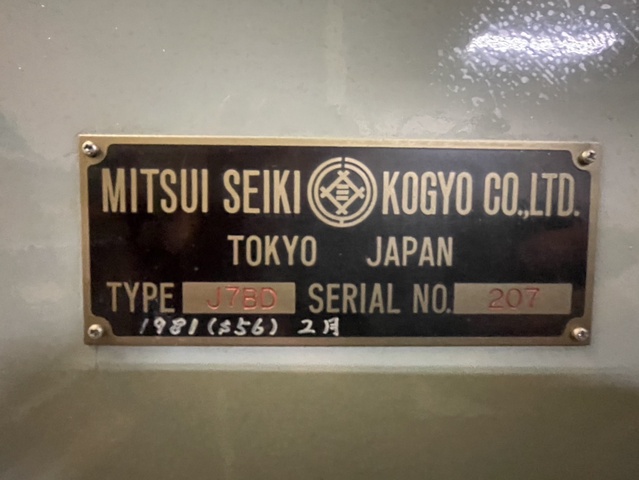 MITSUI SEIKI KOGYO CO.,LTD.
TOKYO JAPAN
TYPE J7BD SERIAL NO. 207
1981(S56) 2月